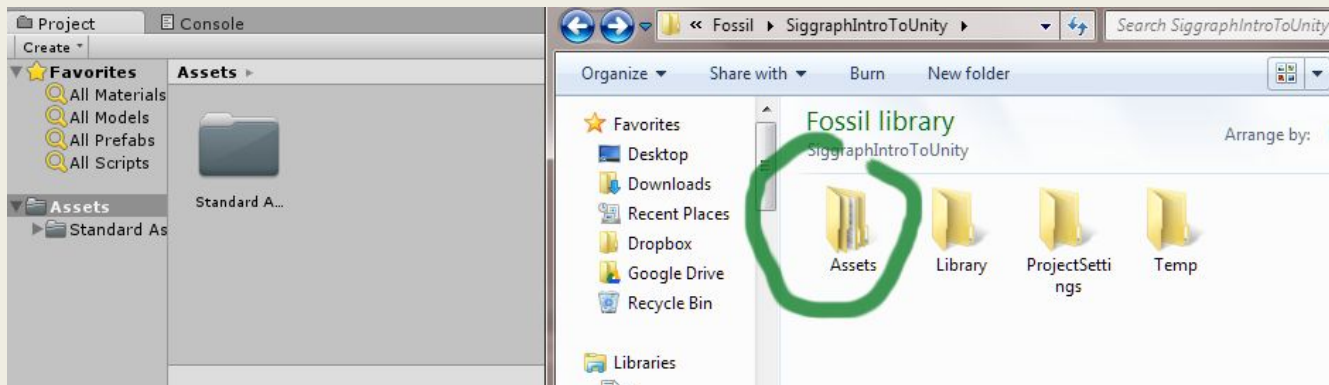 Project
Console
Create
Favorites
All Materials
All Models
All Prefabs
All Scripts
Assets
Standard As
Assets
Standard A...
« Fossil
SiggraphIntroToUnity
Search SiggraphIntroToUnity
Organize
Share with
Burn
New folder
Favorites
Desktop
Downloads
Recent Places
Dropbox
Google Drive
Recycle Bin
Libraries
Fossil library
SiggraphIntroToUnity
Arrange by:
Assets
Library
ProjectSetti
ngs
Temp